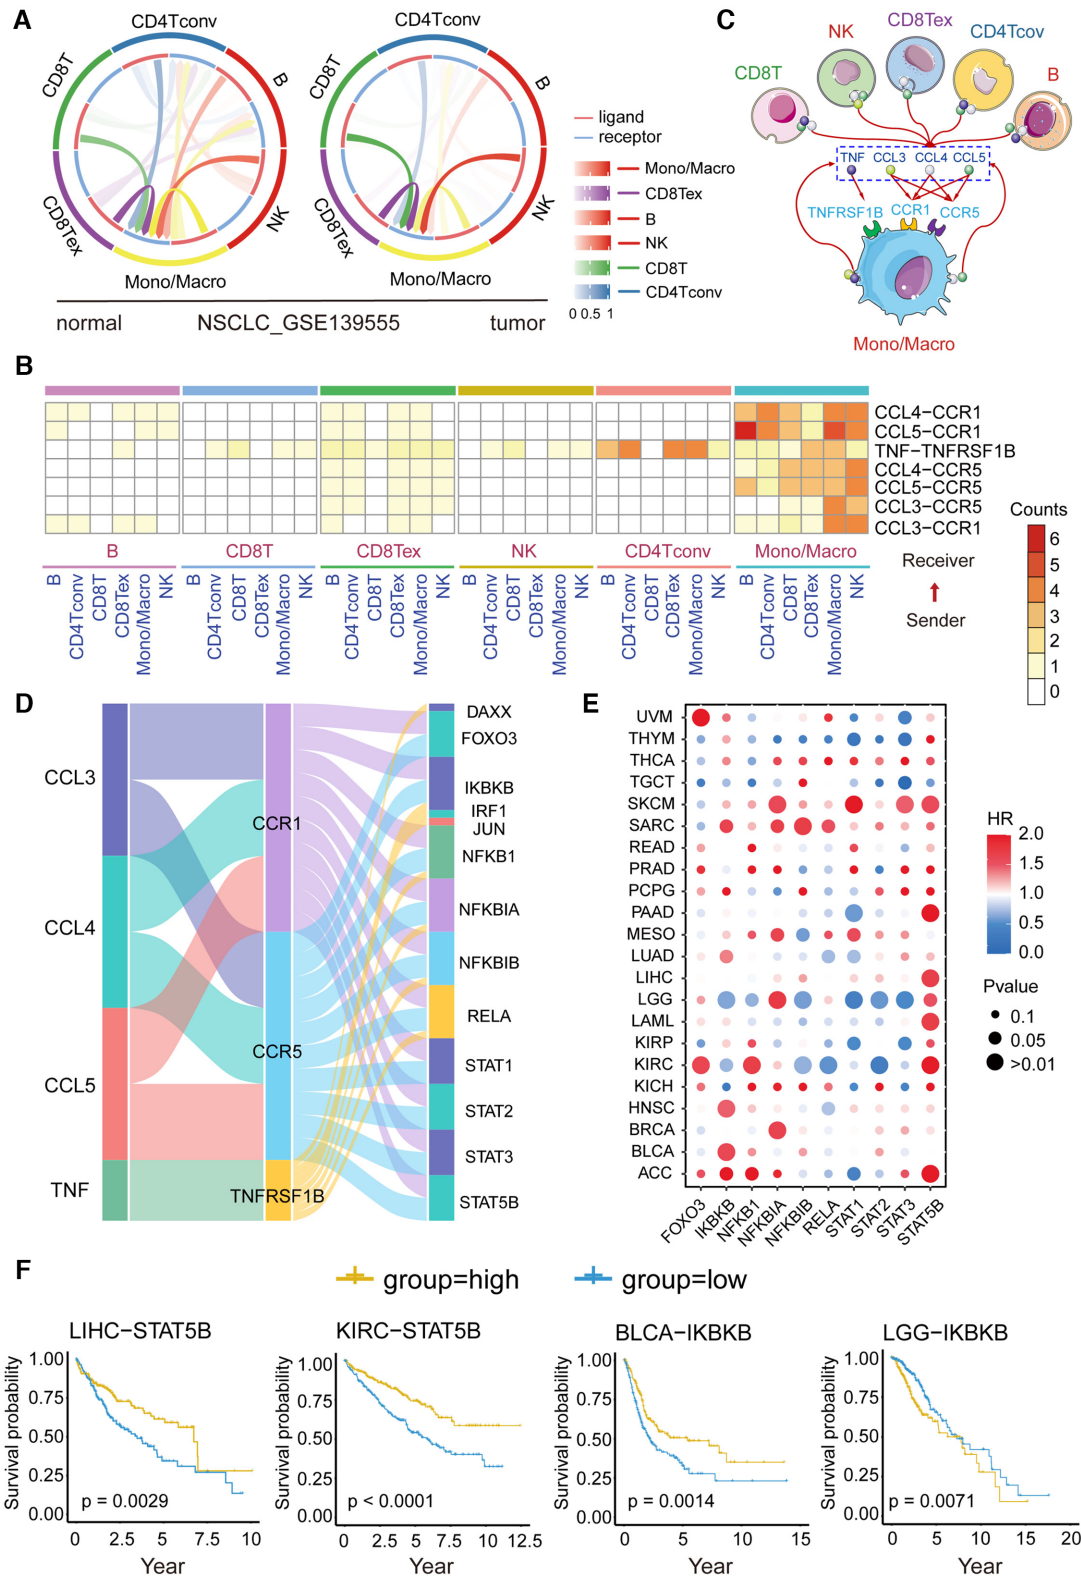 A
CD4Tconv
CD4Tconv
CD8T
B
CD8T
B
CD8Tex
NK
CD8Tex
NK
Mono/Macro
Mono/Macro
normal
NSCLC_GSE139555
tumor
ligand
receptor
Mono/Macro
CD8Tex
B
NK
CD8T
CD4Tconv
0 0.5 1
C
CD8Tex
NK
CD4Tcov
CD8T
B
TNF CCL3 CCL4 CCL5
TNFRSF1B CCR1 CCR5
Mono/Macro
B
CCL4−CCR1
CCL5−CCR1
TNF−TNFRSF1B
CCL4−CCR5
CCL5−CCR5
CCL3−CCR5
CCL3−CCR1
B CD8T CD8Tex NK CD4Tconv Mono/Macro
B CD4Tconv CD8T CD8Tex Mono/Macro NK
B CD4Tconv CD8T CD8Tex Mono/Macro NK
B CD4Tconv CD8T CD8Tex Mono/Macro NK
B CD4Tconv CD8T CD8Tex Mono/Macro NK
B CD4Tconv CD8T CD8Tex Mono/Macro NK
B CD4Tconv CD8T CD8Tex Mono/Macro NK
Receiver
Sender
Counts
6
5
4
3
2
1
0
D
CCL3
CCL4
CCL5
TNF
CCR1
CCR5
TNFRSF1B
DAXX
FOXO3
IKBKB
IRF1
JUN
NFKB1
NFKBIA
NFKBIB
RELA
STAT1
STAT2
STAT3
STAT5B
E
UVM
THYM
THCA
TGCT
SKCM
SARC
READ
PRAD
PCPG
PAAD
MESO
LUAD
LIHC
LGG
LAML
KIRP
KIRC
KICH
HNSC
BRCA
BLCA
ACC
FOXO3 IKBKB NFKB1 NFKBIA NFKBIB RELA STAT1 STAT2 STAT3 STAT5B
HR
2.0
1.5
1.0
0.5
0.0
Pvalue
0.1
0.05
>0.01
F
group=high
group=low
LIHC−STAT5B
Survival probability
1.00
0.75
0.50
0.25
0.00
p = 0.0029
0 2.5 5 7.5 10
Year
KIRC−STAT5B
Survival probability
1.00
0.75
0.50
0.25
0.00
p < 0.0001
0 2.5 5 7.5 10 12.5
Year
BLCA−IKBKB
Survival probability
1.00
0.75
0.50
0.25
0.00
p = 0.0014
0 5 10 15
Year
LGG−IKBKB
Survival probability
1.00
0.75
0.50
0.25
0.00
p = 0.0071
0 5 10 15 20
Year